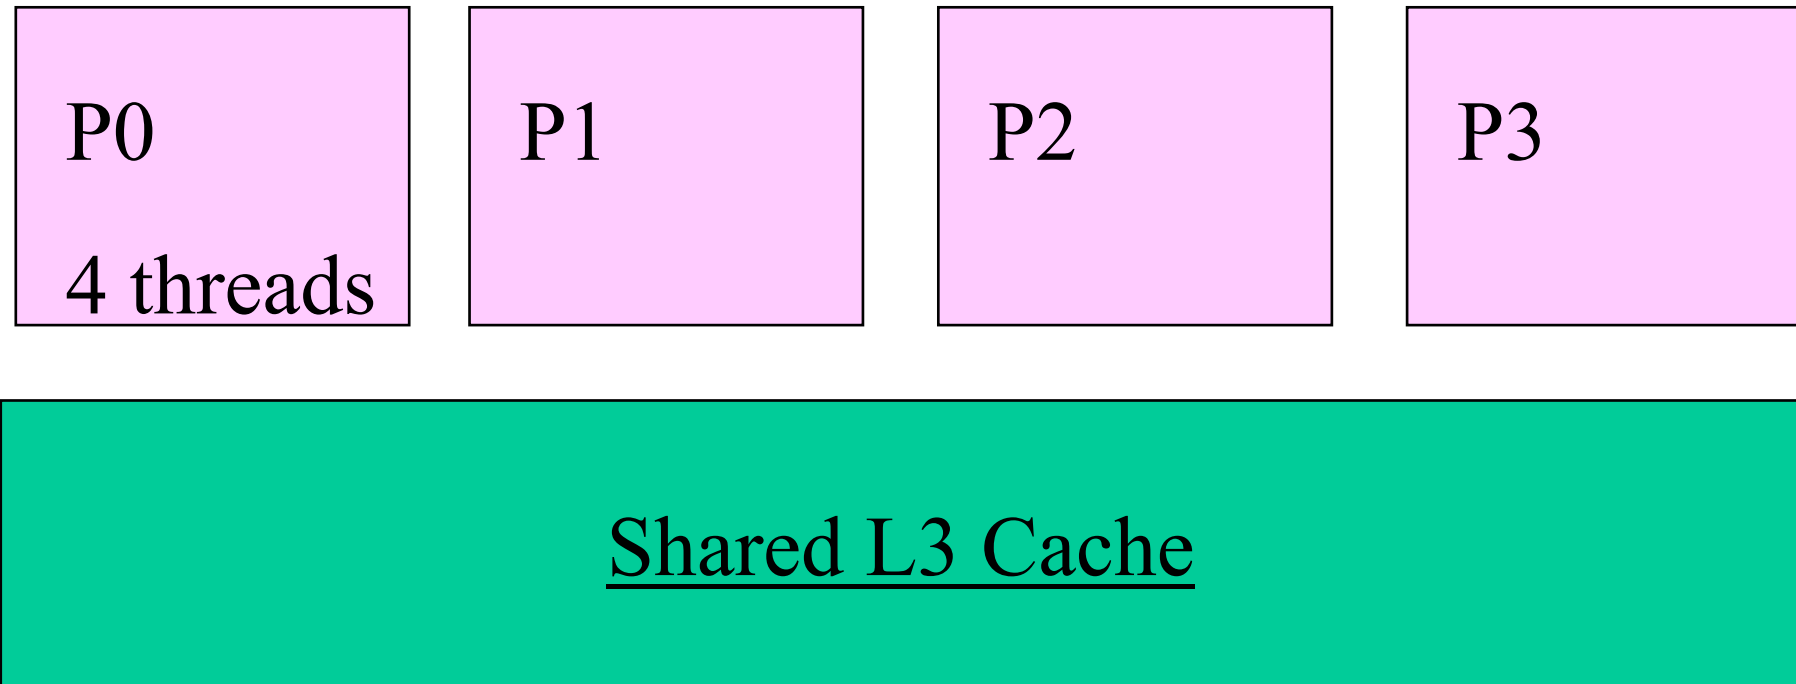 P0
4 threads
P1
P2
P3
Shared L3 Cache